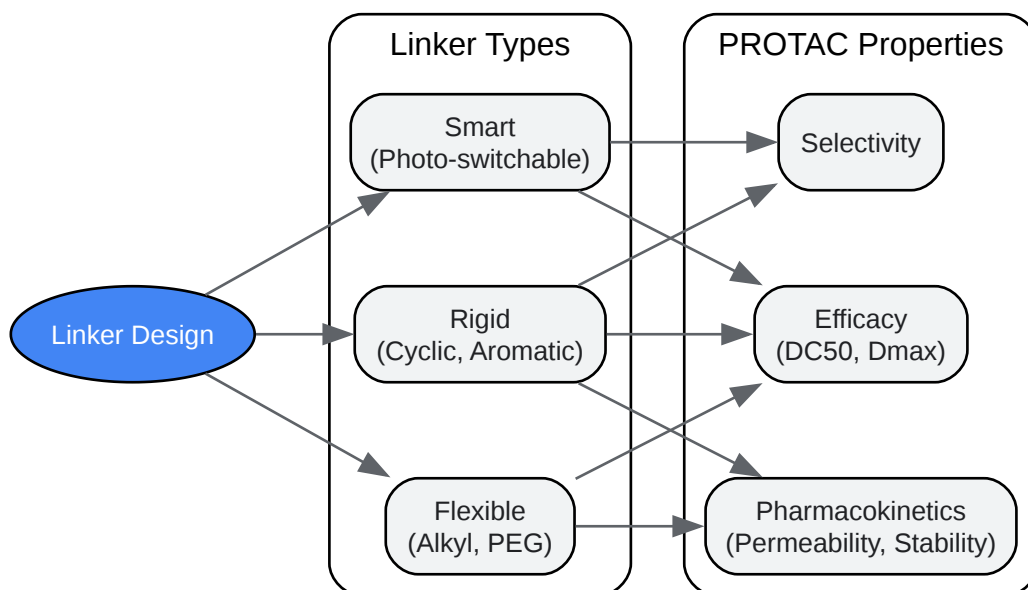 Linker Types
PROTAC Properties
Smart
(Photo-switchable)
Selectivity
Linker Design
Rigid
(Cyclic, Aromatic)
Efficacy
(DC50, Dmax)
Flexible
(Alkyl, PEG)
Pharmacokinetics
(Permeability, Stability)